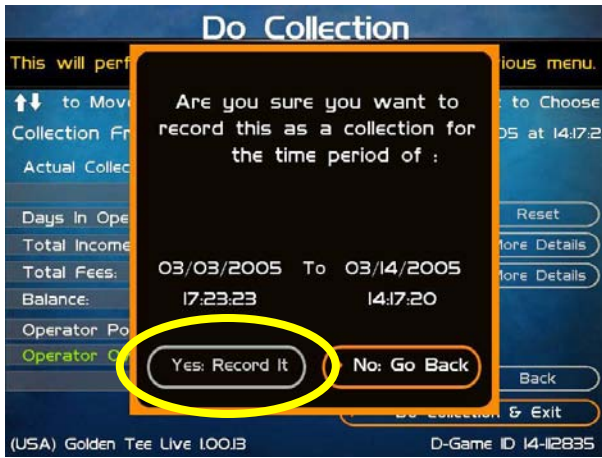 Do Collection
This will perf ious menu.
to Move to Choose
Collection Fr 05 at 14:17:2
Actual Collec
Days In Ope Reset
Total Income More Details
Total Fees: More Details
Balance:
Operator Po
Operator
Back
Do Collection & Exit
Are you sure you want to
record this as a collection for
the time period of :
03/03/2005 To 03/14/2005
17:23:23 14:17:20
Yes: Record It No: Go Back
(USA) Golden Tee Live 1.00.13 D-Game ID 14-112835